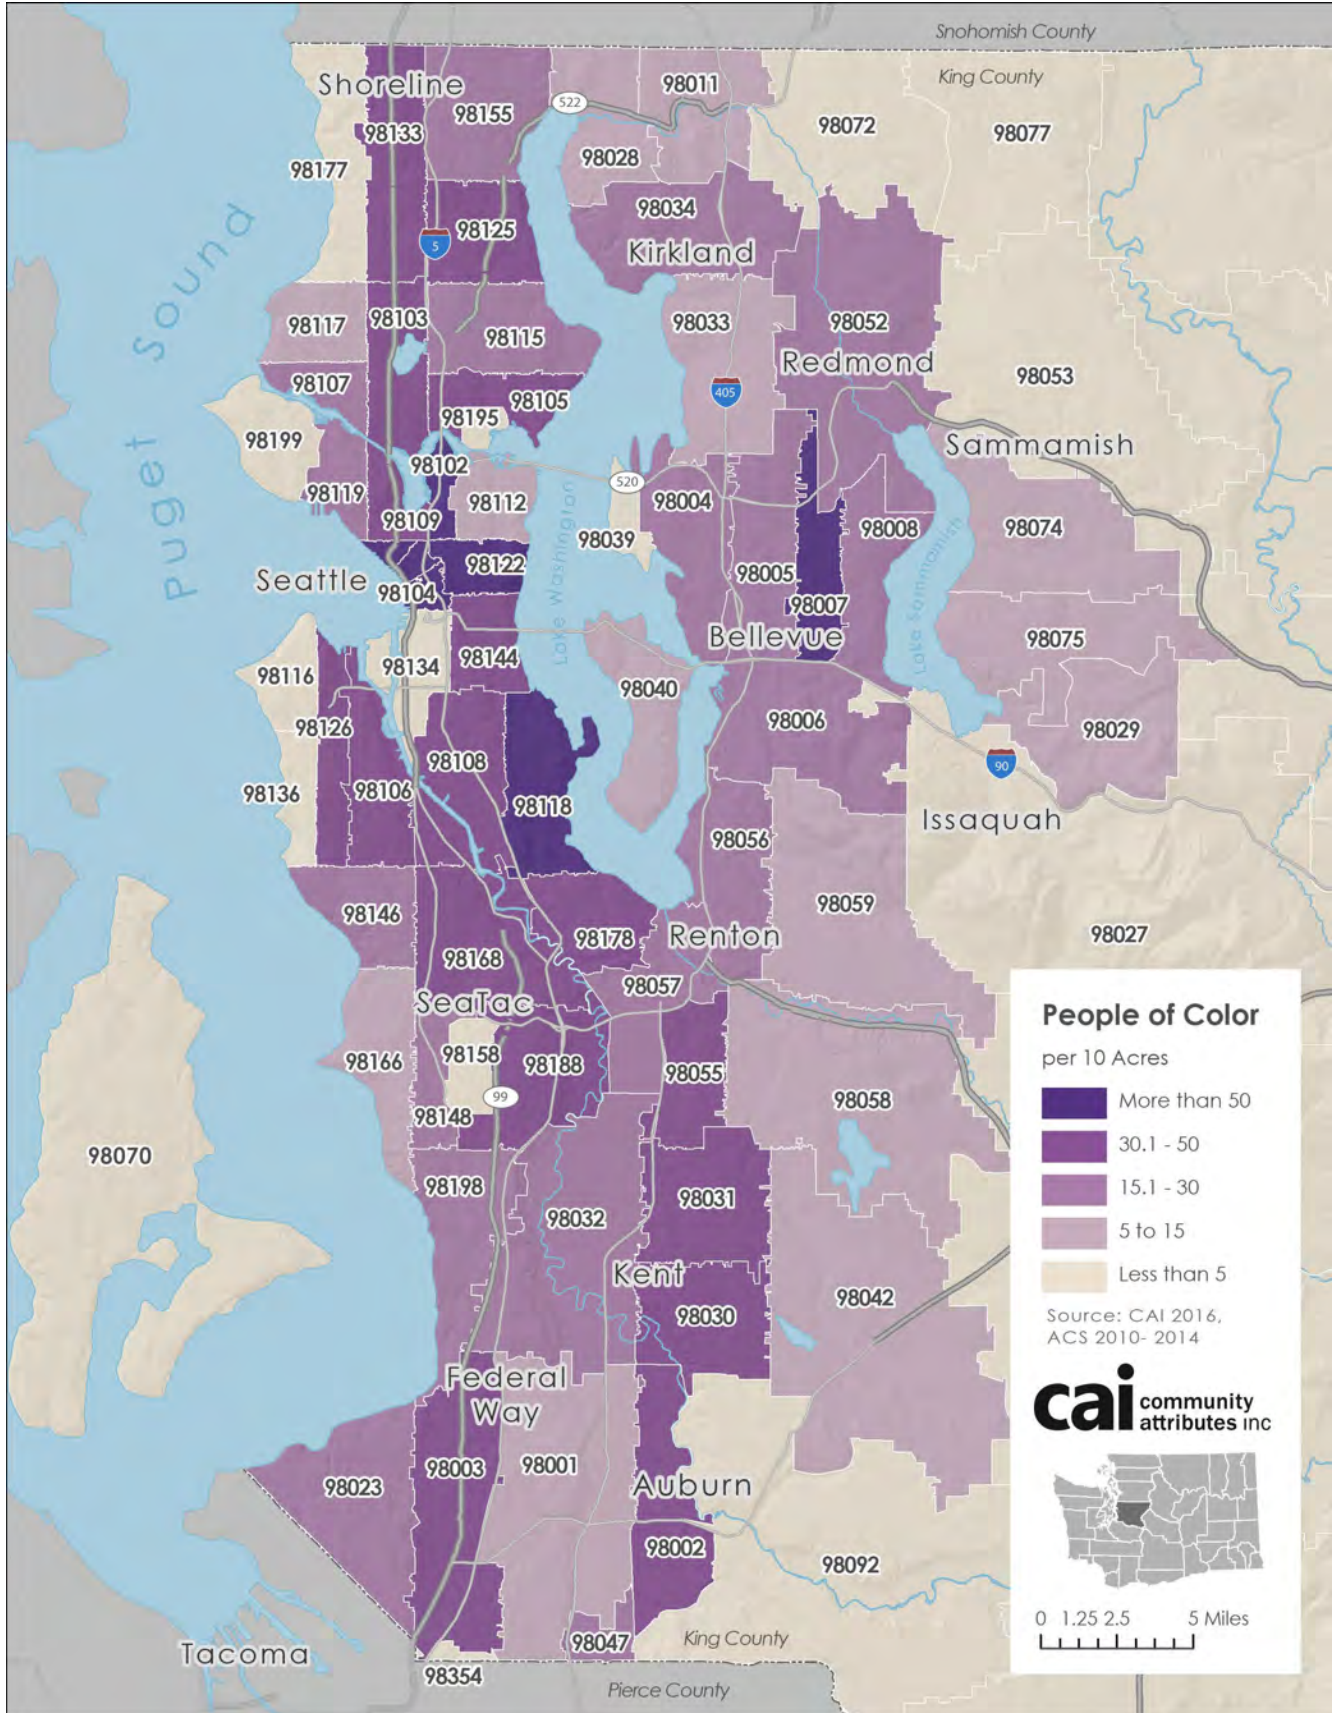 Snohomish County
King County
Shoreline
98011
98155
522
98133
98072
98077
98177
98028
98034
98125
5
Kirkland
Puget Sound
98117
98103
98033
98052
98115
Redmond
98107
98053
405
98105
98195
98199
Sammamish
98102
520
98119
98112
98004
98109
98008
98074
98039
98122
98005
Seattle
98104
98007
Lake Washington
Lake Sammamish
Bellevue
98075
98144
98134
98116
98040
98006
98126
98029
98108
90
98106
98136
98118
Issaquah
98056
98059
98146
98027
Renton
98178
98168
98057
SeaTac
98158
98166
98188
98055
99
98148
98058
98070
98198
98031
98032
Kent
98042
98030
Federal
Way
98003
98001
98023
Auburn
98002
98092
98047
King County
Tacoma
98354
Pierce County
People of Color
per 10 Acres
More than 50
30.1 - 50
15.1 - 30
5 to 15
Less than 5
Source: CAI 2016,
ACS 2010- 2014
cai community
attributes inc
0 1.25 2.5 5 Miles